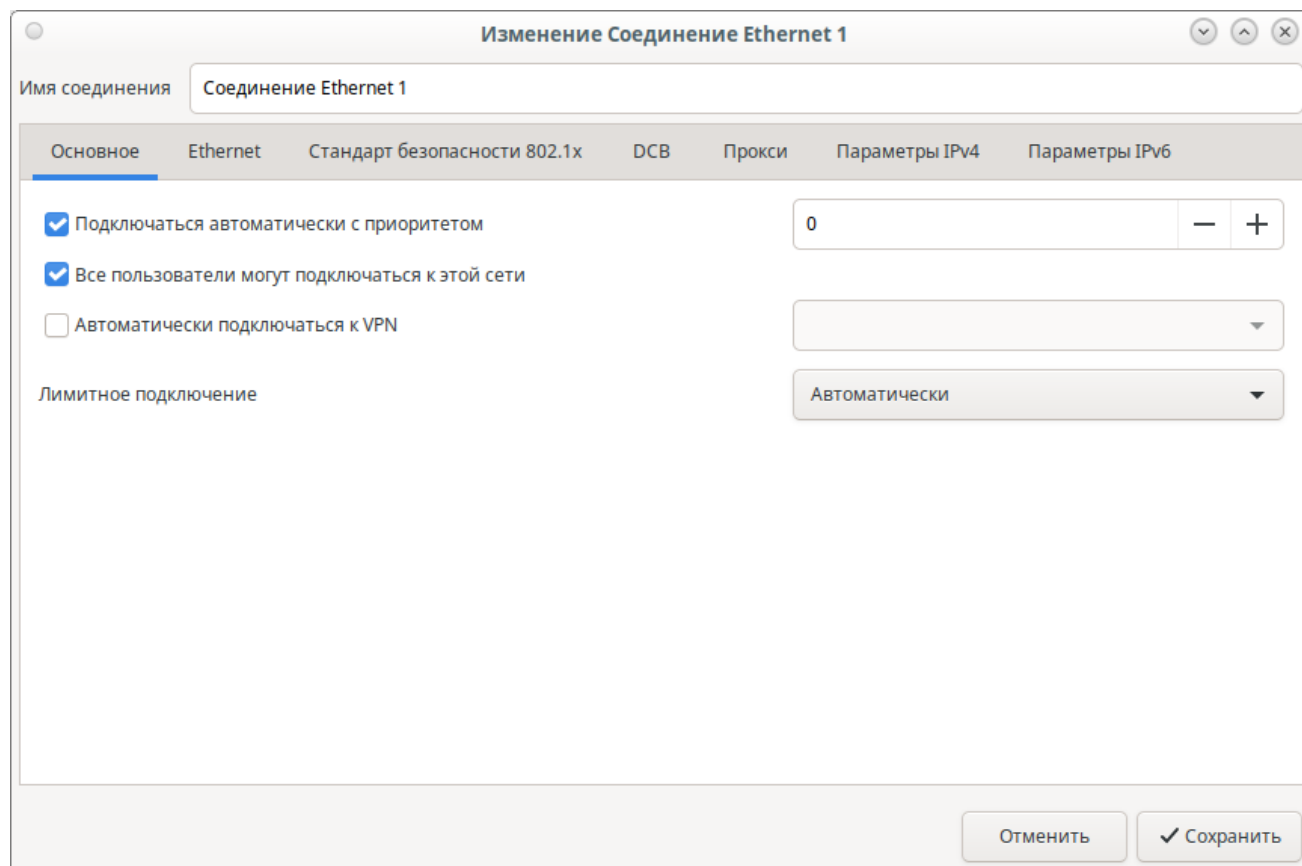 Изменение Соединение Ethernet 1
Имя соединения Соединение Ethernet 1
Основное Ethernet Стандарт безопасности 802.1x DCB Прокси Параметры IPv4 Параметры IPv6
Подключаться автоматически с приоритетом 0
Все пользователи могут подключаться к этой сети
Автоматически подключаться к VPN
Лимитное подключение Автоматически
Отменить Сохранить